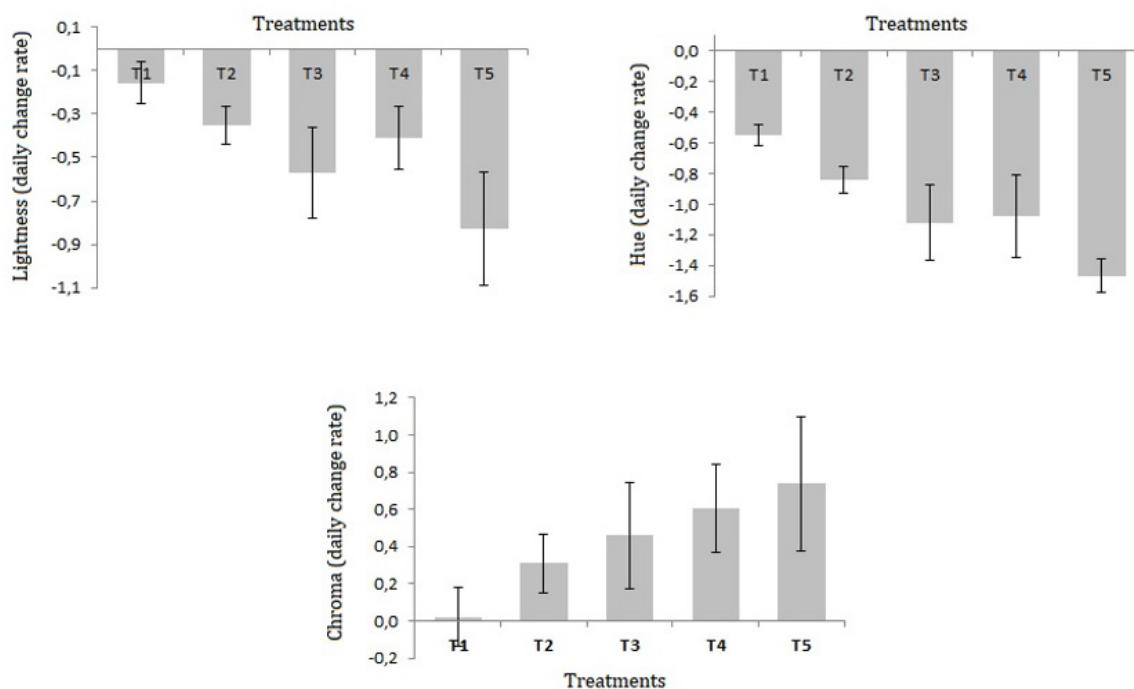 Treatments
Lightness (daily change rate)
0,1
-0,1
-0,3
-0,5
-0,7
-0,9
-1,1
T1 T2 T3 T4 T5
Treatments
Hue (daily change rate)
0,0
-0,2
-0,4
-0,6
-0,8
-1,0
-1,2
-1,4
-1,6
T1 T2 T3 T4 T5
Chroma (daily change rate)
1,2
1,0
0,8
0,6
0,4
0,2
0,0
-0,2
T1 T2 T3 T4 T5
Treatments